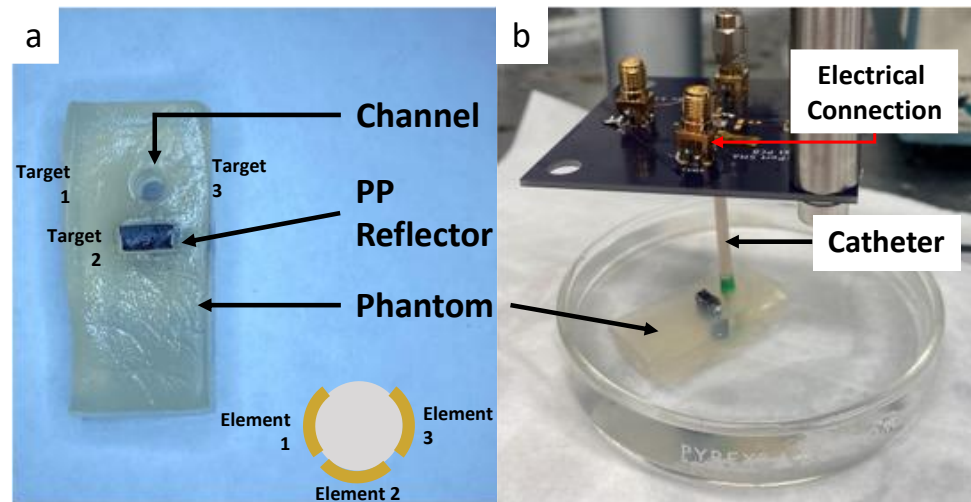 a
Channel
Target
1
Target
3
PP
Reflector
Target
2
Phantom
Element
1
Element
3
Element 2
b
Electrical
Connection
Catheter
PYREX